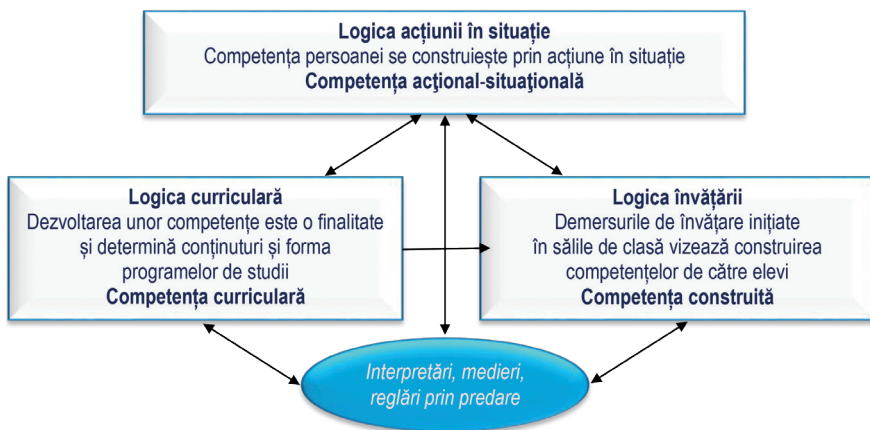 Logica acțiunii în situație
Competența persoanei se construiește prin acțiune în situație
Competența acţional-situaţională
Logica curriculară
Dezvoltarea unor competențe este o finalitate
și determină conținuturi și forma
programelor de studii
Competența curriculară
Logica învățării
Demersurile de învățare inițiate
în sălile de clasă vizează construirea
competențelor de către elevi
Competența construită
Interpretări, medieri,
reglări prin predare